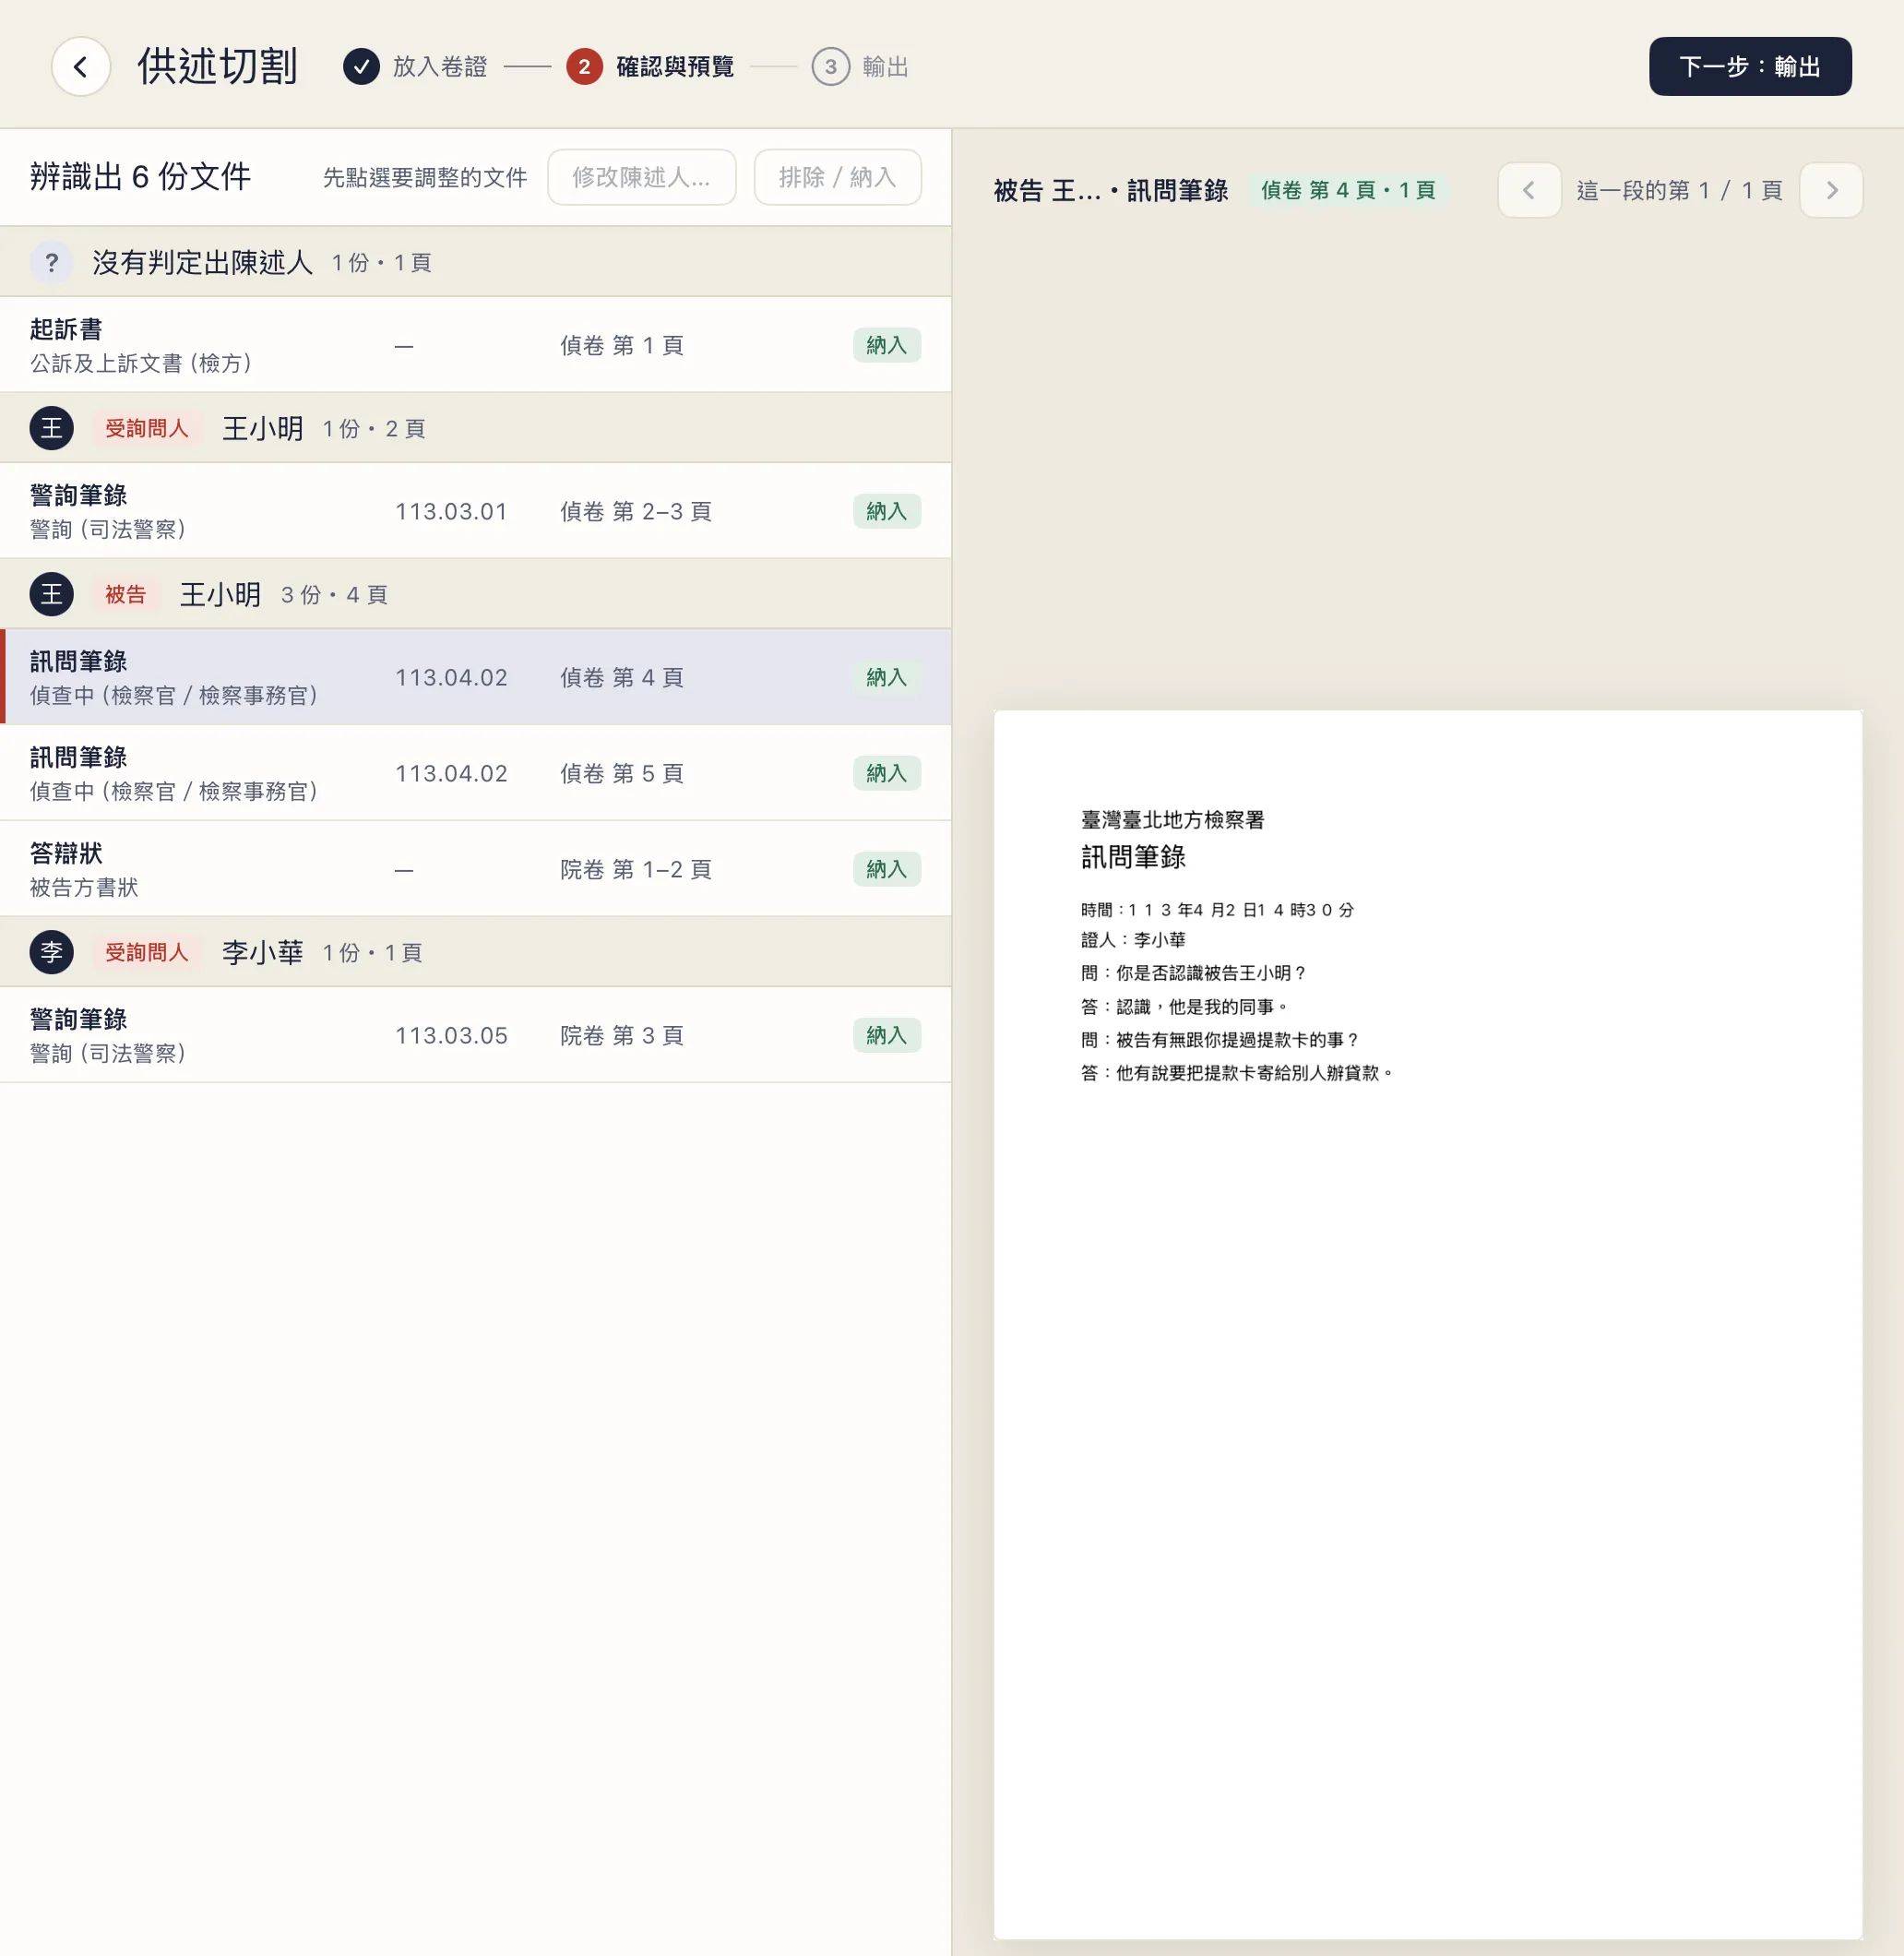 供述切割
放入卷證
2 確認與預覽
3 輸出
下一步：輸出
辨識出 6 份文件
先點選要調整的文件
修改陳述人...
排除 / 納入
? 沒有判定出陳述人 1 份・1 頁
起訴書 — 偵卷 第 1 頁 納入
公訴及上訴文書 (檢方)
王 受詢問人 王小明 1 份・2 頁
警詢筆錄 113.03.01 偵卷 第 2–3 頁 納入
警詢 (司法警察)
王 被告 王小明 3 份・4 頁
訊問筆錄 113.04.02 偵卷 第 4 頁 納入
偵查中 (檢察官 / 檢察事務官)
訊問筆錄 113.04.02 偵卷 第 5 頁 納入
偵查中 (檢察官 / 檢察事務官)
答辯狀 — 院卷 第 1–2 頁 納入
被告方書狀
李 受詢問人 李小華 1 份・1 頁
警詢筆錄 113.03.05 院卷 第 3 頁 納入
警詢 (司法警察)
被告 王...・訊問筆錄 偵卷 第 4 頁・1 頁
這一段的第 1 / 1 頁
臺灣臺北地方檢察署
訊問筆錄
時間：1 1 3 年4 月2 日1 4 時3 0 分
證人：李小華
問：你是否認識被告王小明？
答：認識，他是我的同事。
問：被告有無跟你提過提款卡的事？
答：他有說要把提款卡寄給別人辦貸款。